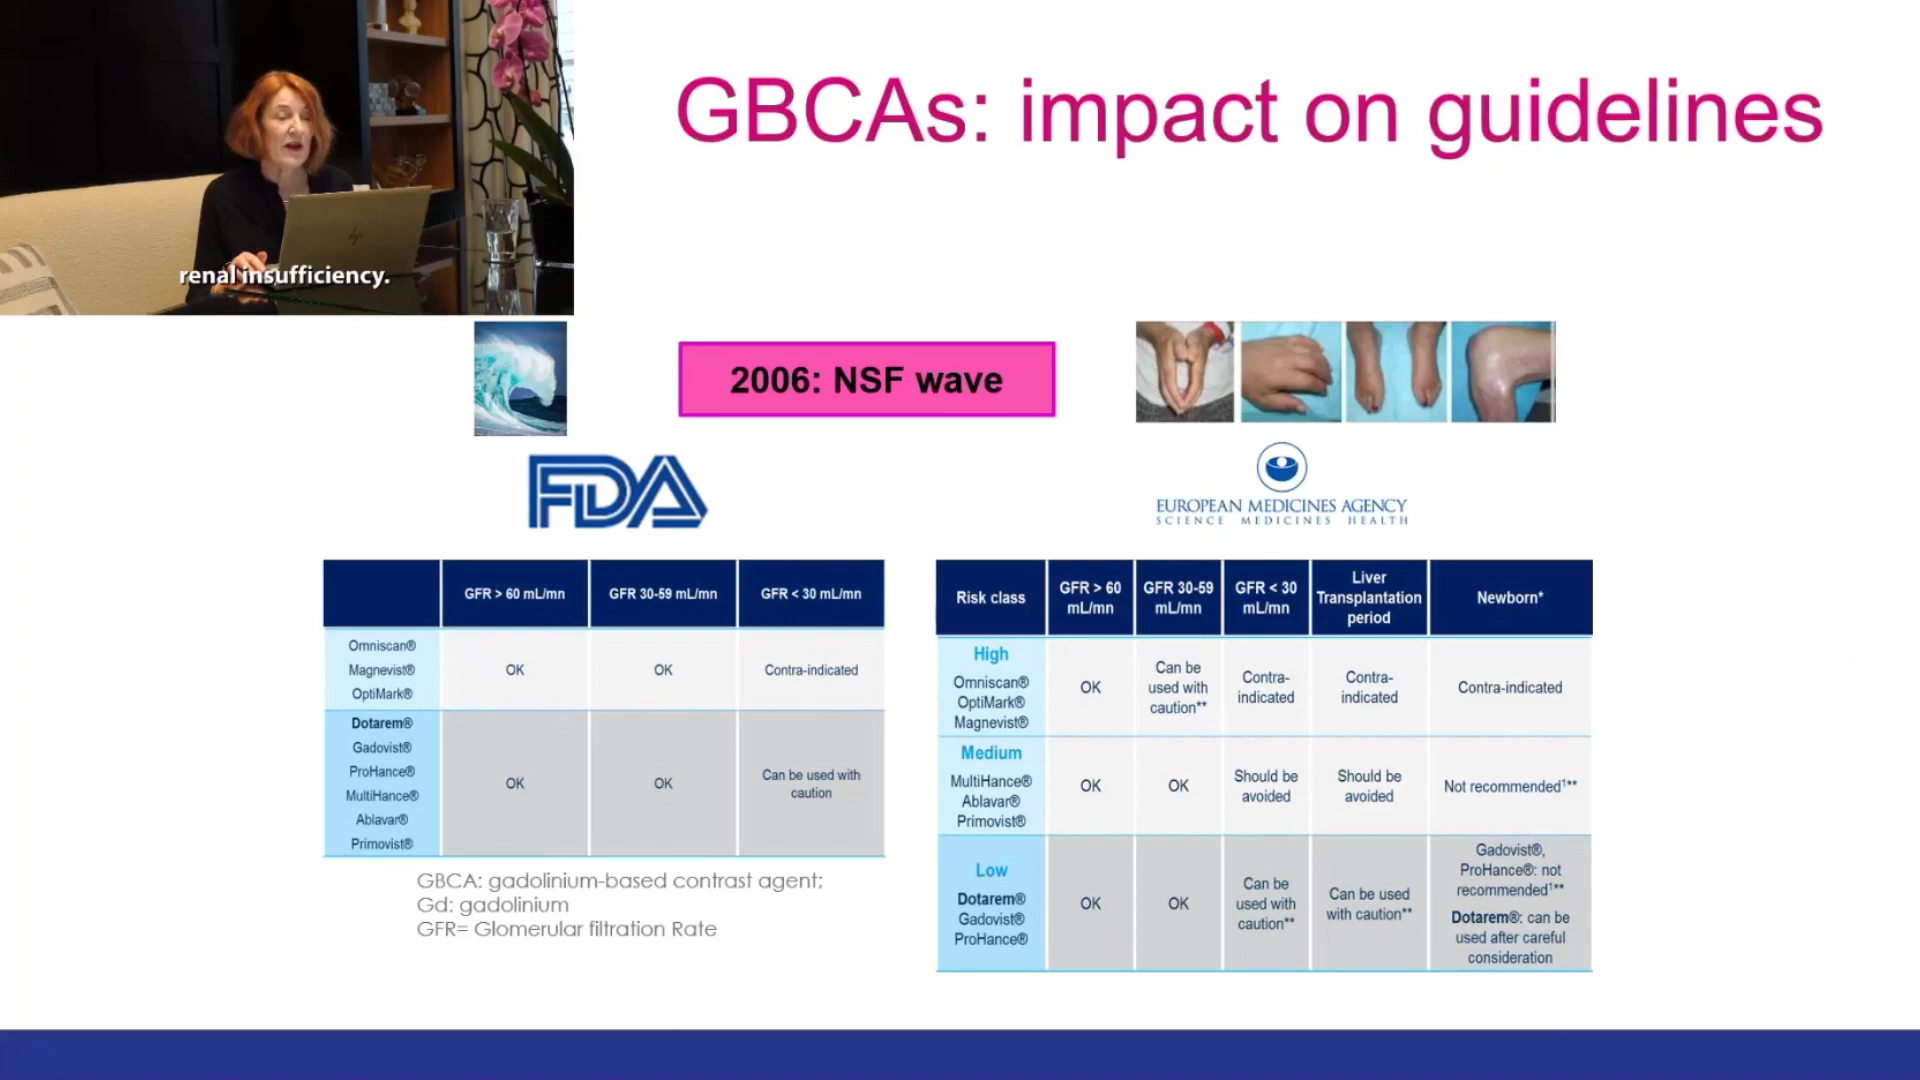 GBCAs: impact on guidelines
renal insufficiency.
2006: NSF wave
FDA
EUROPEAN MEDICINES AGENCY
SCIENCE MEDICINES HEALTH
GFR > 60 mL/mn GFR 30-59 mL/mn GFR < 30 mL/mn
Omniscan®
Magnevist® OK OK Contra-indicated
OptiMark®
Dotarem®
Gadovist®
ProHance® OK OK Can be used with
MultiHance® caution
Ablavar®
Primovist®
GBCA: gadolinium-based contrast agent;
Gd: gadolinium
GFR= Glomerular filtration Rate
Risk class GFR > 60 mL/mn GFR 30-59 mL/mn GFR < 30 mL/mn Liver Transplantation period Newborn*
High
Omniscan®
OptiMark®
Magnevist®
OK
Can be
used with
caution**
Contra-
indicated
Contra-
indicated
Contra-indicated
Medium
MultiHance®
Ablavar®
Primovist®
OK
OK
Should be
avoided
Should be
avoided
Not recommended¹**
Low
Dotarem®
Gadovist®
ProHance®
OK
OK
Can be
used with
caution**
Can be used
with caution**
Gadovist®,
ProHance®: not
recommended¹**
Dotarem®: can be
used after careful
consideration